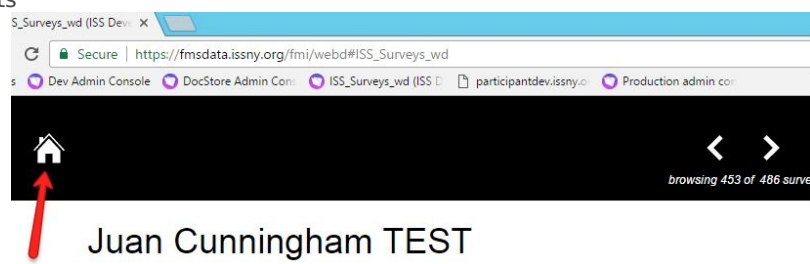 S_Surveys_wd (ISS Dev
Secure | https://fmsdata.issny.org/fmi/webd#ISS_Surveys_wd
s Dev Admin Console DocStore Admin Cons ISS_Surveys_wd (ISS D participantdev.issny.o Production admin con
browsing 453 of 486 surve
Juan Cunningham TEST